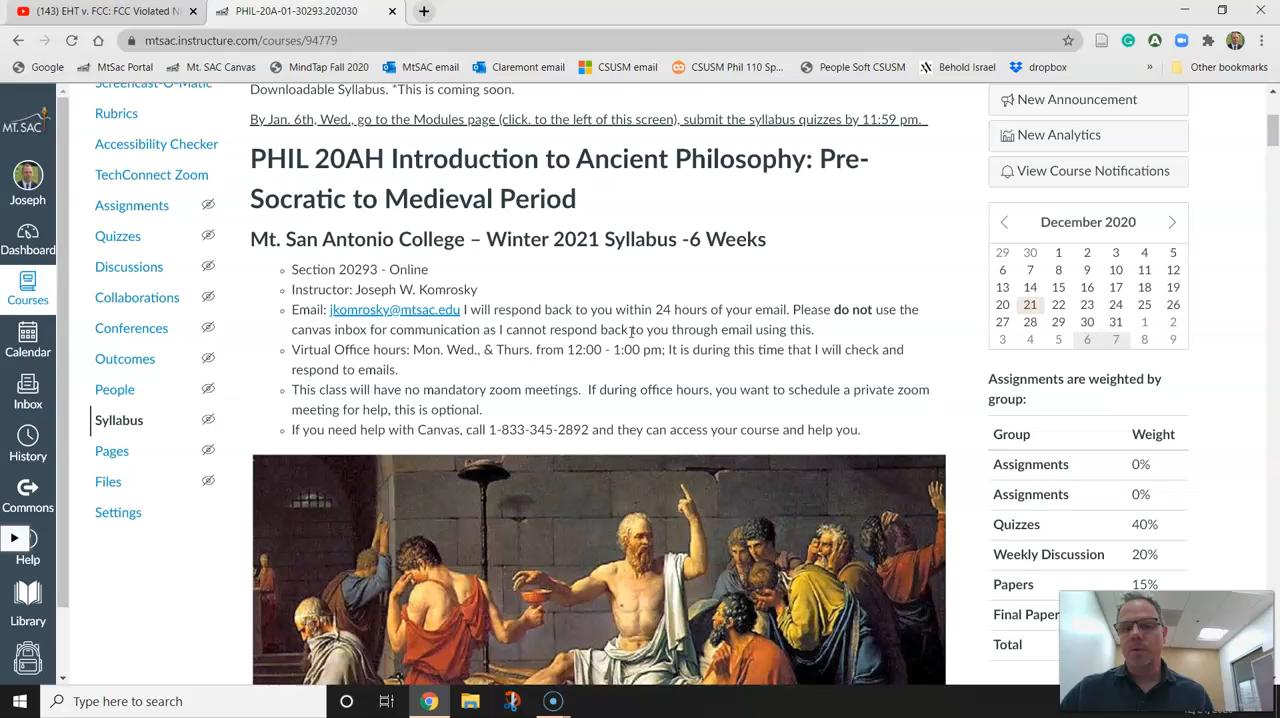 (143) EHT v. FCC: FCC Violated N
PHIL-20A-01-30293.202030
mtsac.instructure.com/courses/94779
Google
MtSac Portal
Mt. SAC Canvas
MindTap Fall 2020
MtSAC email
Claremont email
CSUSM email
CSUSM Phil 110 Sp...
People Soft CSUSM
Behold Israel
dropbox
»
Other bookmarks
MT. SAC
Joseph
Dashboard
Courses
Calendar
Inbox
History
Commons
Help
Library
Screencast-O-Matic
Rubrics
Accessibility Checker
TechConnect Zoom
Assignments
Quizzes
Discussions
Collaborations
Conferences
Outcomes
People
Syllabus
Pages
Files
Settings
Downloadable Syllabus. *This is coming soon.
By Jan. 6th, Wed., go to the Modules page (click. to the left of this screen), submit the syllabus quizzes by 11:59 pm.
PHIL 20AH Introduction to Ancient Philosophy: Pre-
Socratic to Medieval Period
Mt. San Antonio College – Winter 2021 Syllabus -6 Weeks
Section 20293 - Online
Instructor: Joseph W. Komrosky
Email: jkomrosky@mtsac.edu I will respond back to you within 24 hours of your email. Please do not use the
canvas inbox for communication as I cannot respond back to you through email using this.
Virtual Office hours: Mon. Wed., & Thurs. from 12:00 - 1:00 pm; It is during this time that I will check and
respond to emails.
This class will have no mandatory zoom meetings. If during office hours, you want to schedule a private zoom
meeting for help, this is optional.
If you need help with Canvas, call 1-833-345-2892 and they can access your course and help you.
New Announcement
New Analytics
View Course Notifications
December 2020
29 30 1 2 3 4 5
6 7 8 9 10 11 12
13 14 15 16 17 18 19
20 21 22 23 24 25 26
27 28 29 30 31 1 2
3 4 5 6 7 8 9
Assignments are weighted by
group:
Group Weight
Assignments 0%
Assignments 0%
Quizzes 40%
Weekly Discussion 20%
Papers 15%
Final Paper
Total
Type here to search